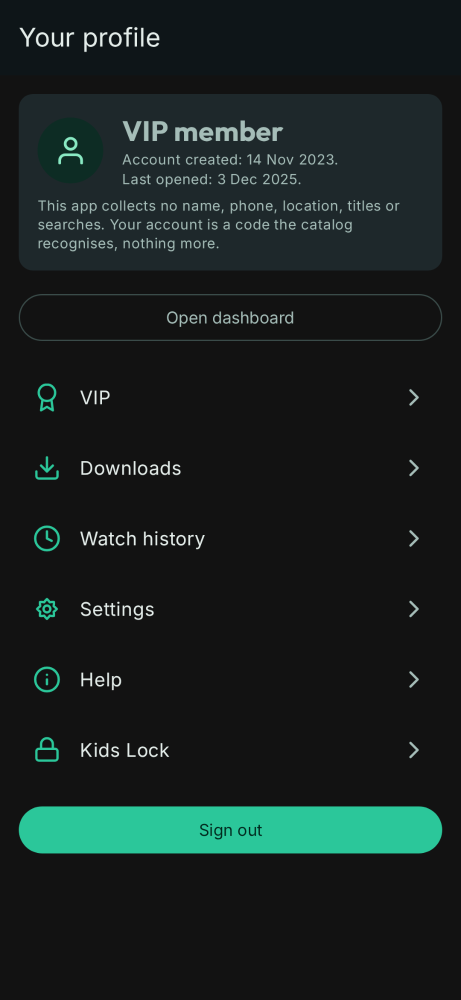 Your profile
VIP member
Account created: 14 Nov 2023.
Last opened: 3 Dec 2025.
This app collects no name, phone, location, titles or
searches. Your account is a code the catalog
recognises, nothing more.
Open dashboard
VIP
Downloads
Watch history
Settings
Help
Kids Lock
Sign out